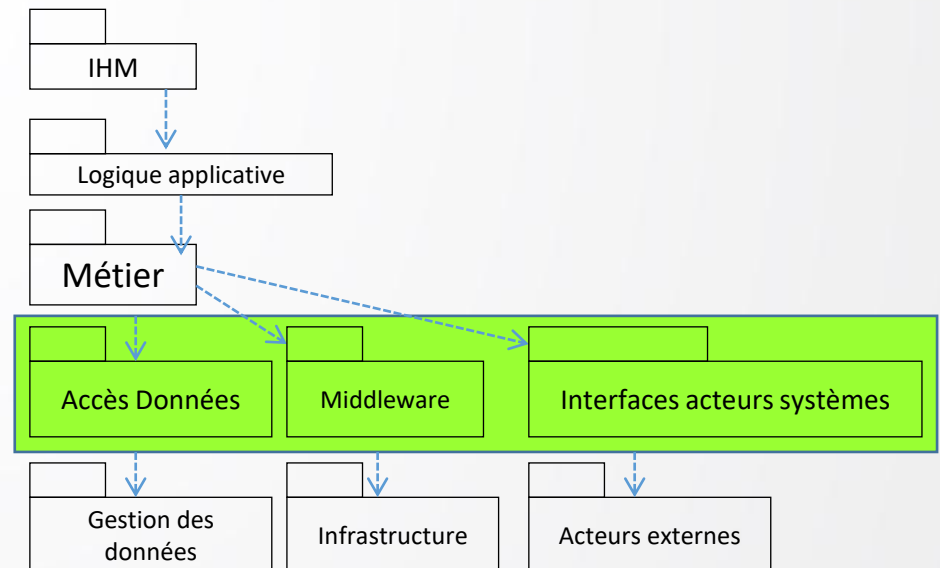 IHM
Logique applicative
Métier
Accès Données
Middleware
Interfaces acteurs systèmes
Gestion des
données
Infrastructure
Acteurs externes